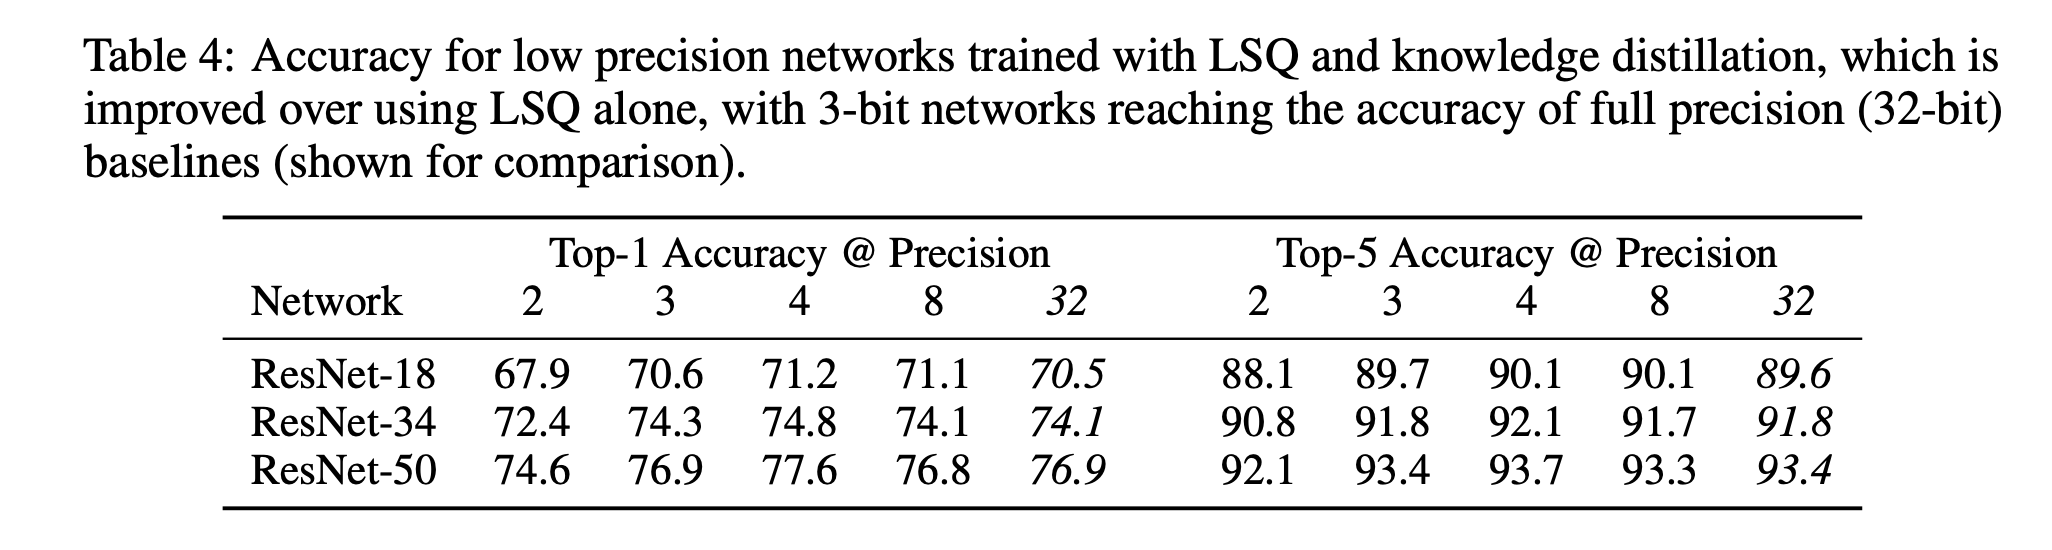 Table 4: Accuracy for low precision networks trained with LSQ and knowledge distillation, which is
improved over using LSQ alone, with 3-bit networks reaching the accuracy of full precision (32-bit)
baselines (shown for comparison).
Top-1 Accuracy @ Precision Top-5 Accuracy @ Precision
Network 2 3 4 8 32 2 3 4 8 32
ResNet-18 67.9 70.6 71.2 71.1 70.5 88.1 89.7 90.1 90.1 89.6
ResNet-34 72.4 74.3 74.8 74.1 74.1 90.8 91.8 92.1 91.7 91.8
ResNet-50 74.6 76.9 77.6 76.8 76.9 92.1 93.4 93.7 93.3 93.4